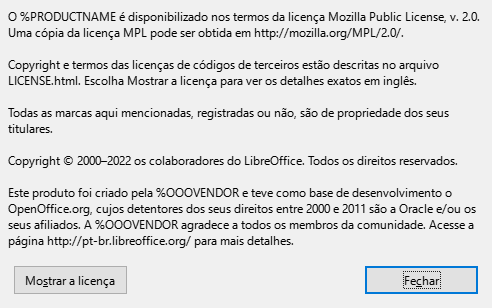 O %PRODUCTNAME é disponibilizado nos termos da licença Mozilla Public License, v. 2.0.
Uma cópia da licença MPL pode ser obtida em http://mozilla.org/MPL/2.0/.
Copyright e termos das licenças de códigos de terceiros estão descritas no arquivo
LICENSE.html. Escolha Mostrar a licença para ver os detalhes exatos em inglês.
Todas as marcas aqui mencionadas, registradas ou não, são de propriedade dos seus
titulares.
Copyright © 2000–2022 os colaboradores do LibreOffice. Todos os direitos reservados.
Este produto foi criado pela %OOOVENDOR e teve como base de desenvolvimento o
OpenOffice.org, cujos detentores dos seus direitos entre 2000 e 2011 são a Oracle e/ou os
seus afiliados. A %OOOVENDOR agradece a todos os membros da comunidade. Acesse a
página http://pt-br.libreoffice.org/ para mais detalhes.
Mostrar a licença
Fechar